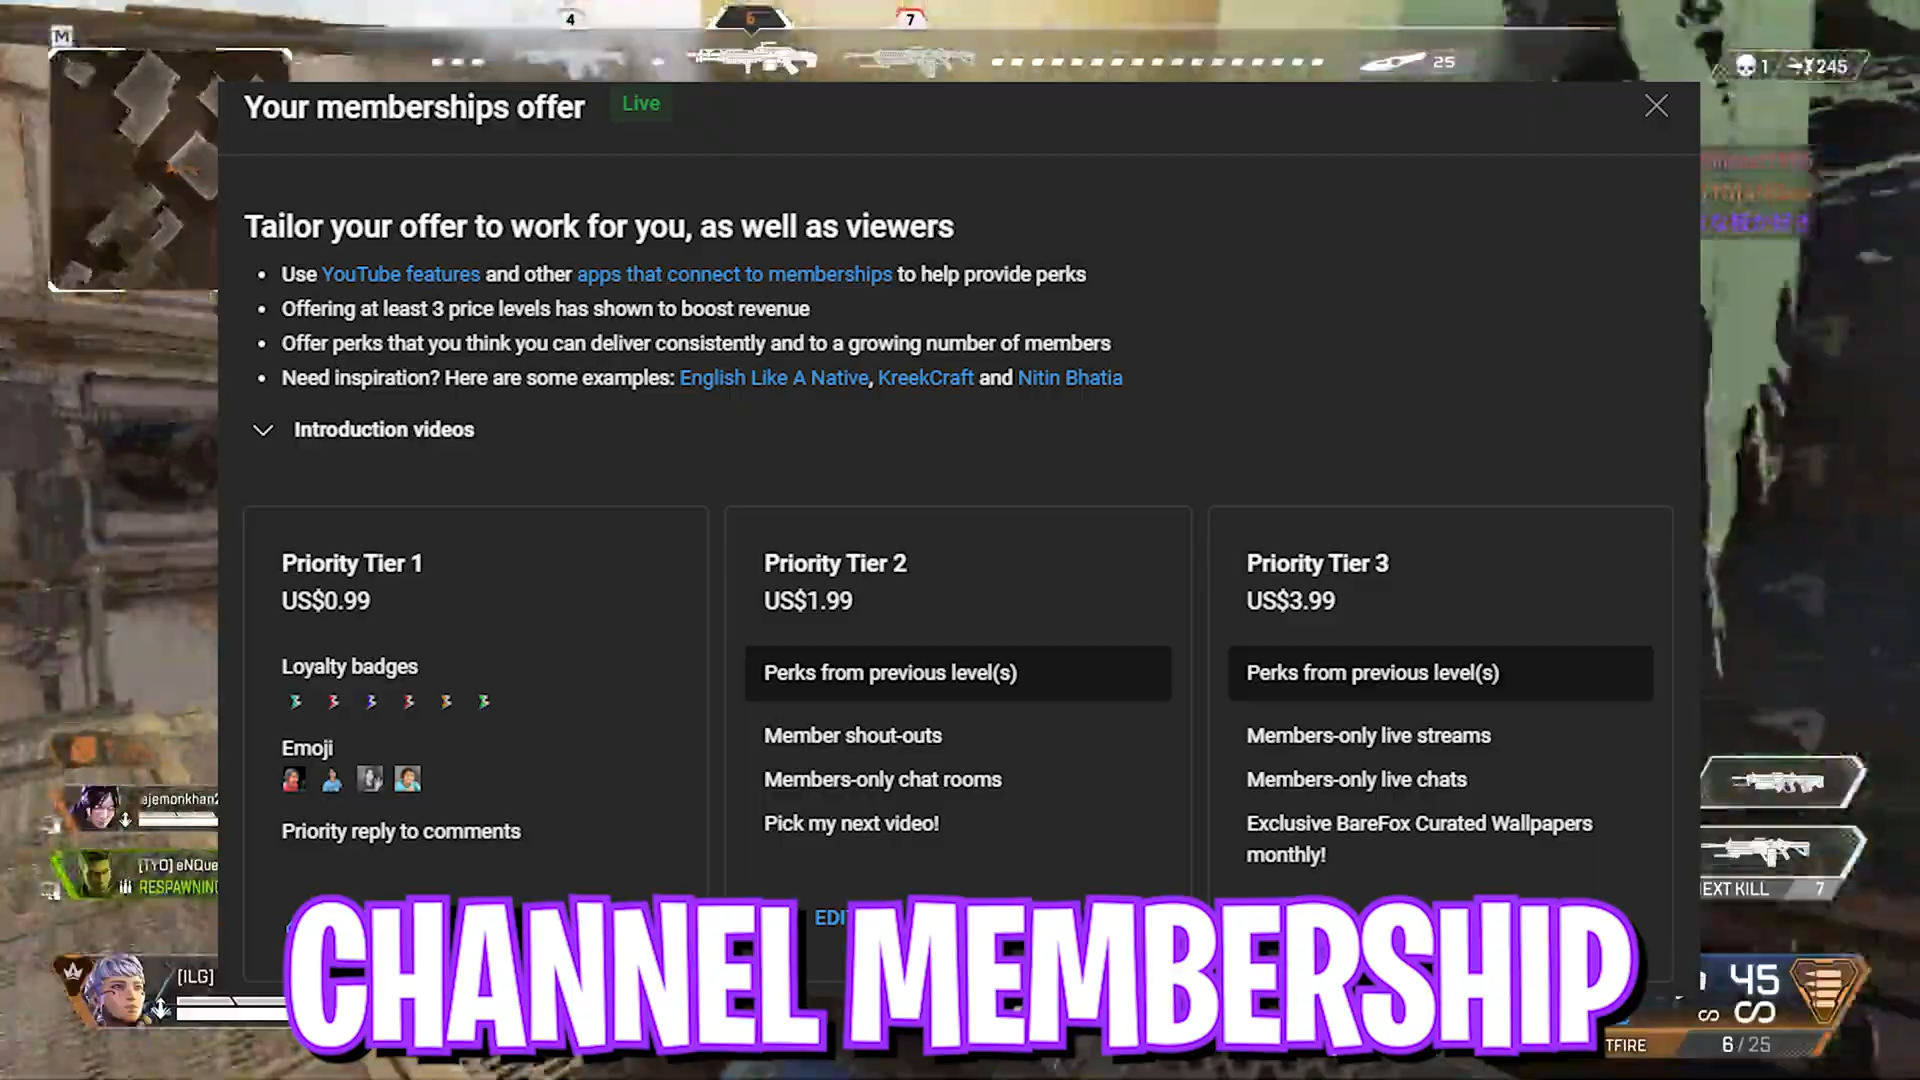 M
4
6
7
25
1
245
Your memberships offer
Live
Tailor your offer to work for you, as well as viewers
• Use YouTube features and other apps that connect to memberships to help provide perks
• Offering at least 3 price levels has shown to boost revenue
• Offer perks that you think you can deliver consistently and to a growing number of members
• Need inspiration? Here are some examples: English Like A Native, KreekCraft and Nitin Bhatia
Introduction videos
Priority Tier 1
US$0.99
Loyalty badges
Emoji
Priority reply to comments
Priority Tier 2
US$1.99
Perks from previous level(s)
Member shout-outs
Members-only chat rooms
Pick my next video!
EDI
Priority Tier 3
US$3.99
Perks from previous level(s)
Members-only live streams
Members-only live chats
Exclusive BareFox Curated Wallpapers
monthly!
ajemonkhan2
[TYO] eNQue
RESPAWNING
EXT KILL 7
[ILG]
45
TFIRE 6/25
CHANNEL MEMBERSHIP